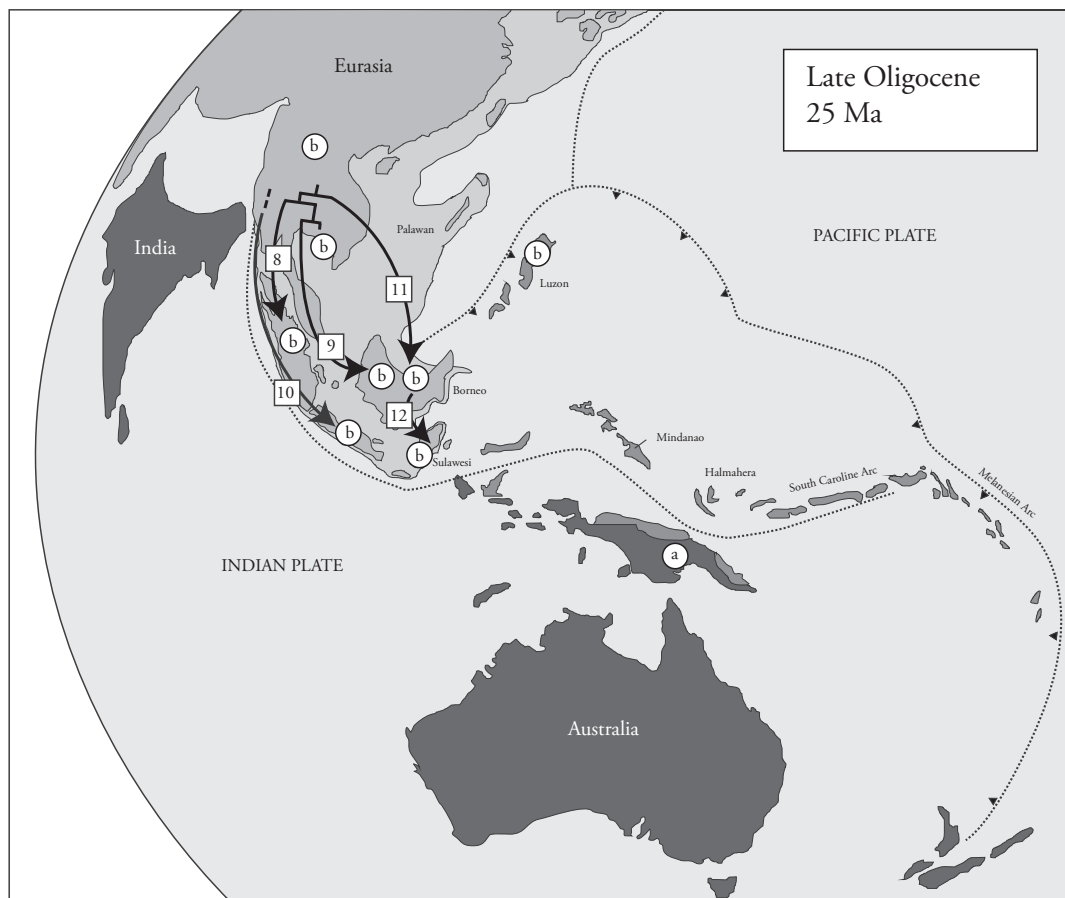 Eurasia
Late Oligocene
25 Ma
b
India
Palawan
PACIFIC PLATE
b
b
8
Luzon
11
b
9
b
b
10
Borneo
12
b
b
Sulawesi
Mindanao
Halmahera
South Caroline Arc
Melanesian Arc
a
INDIAN PLATE
Australia